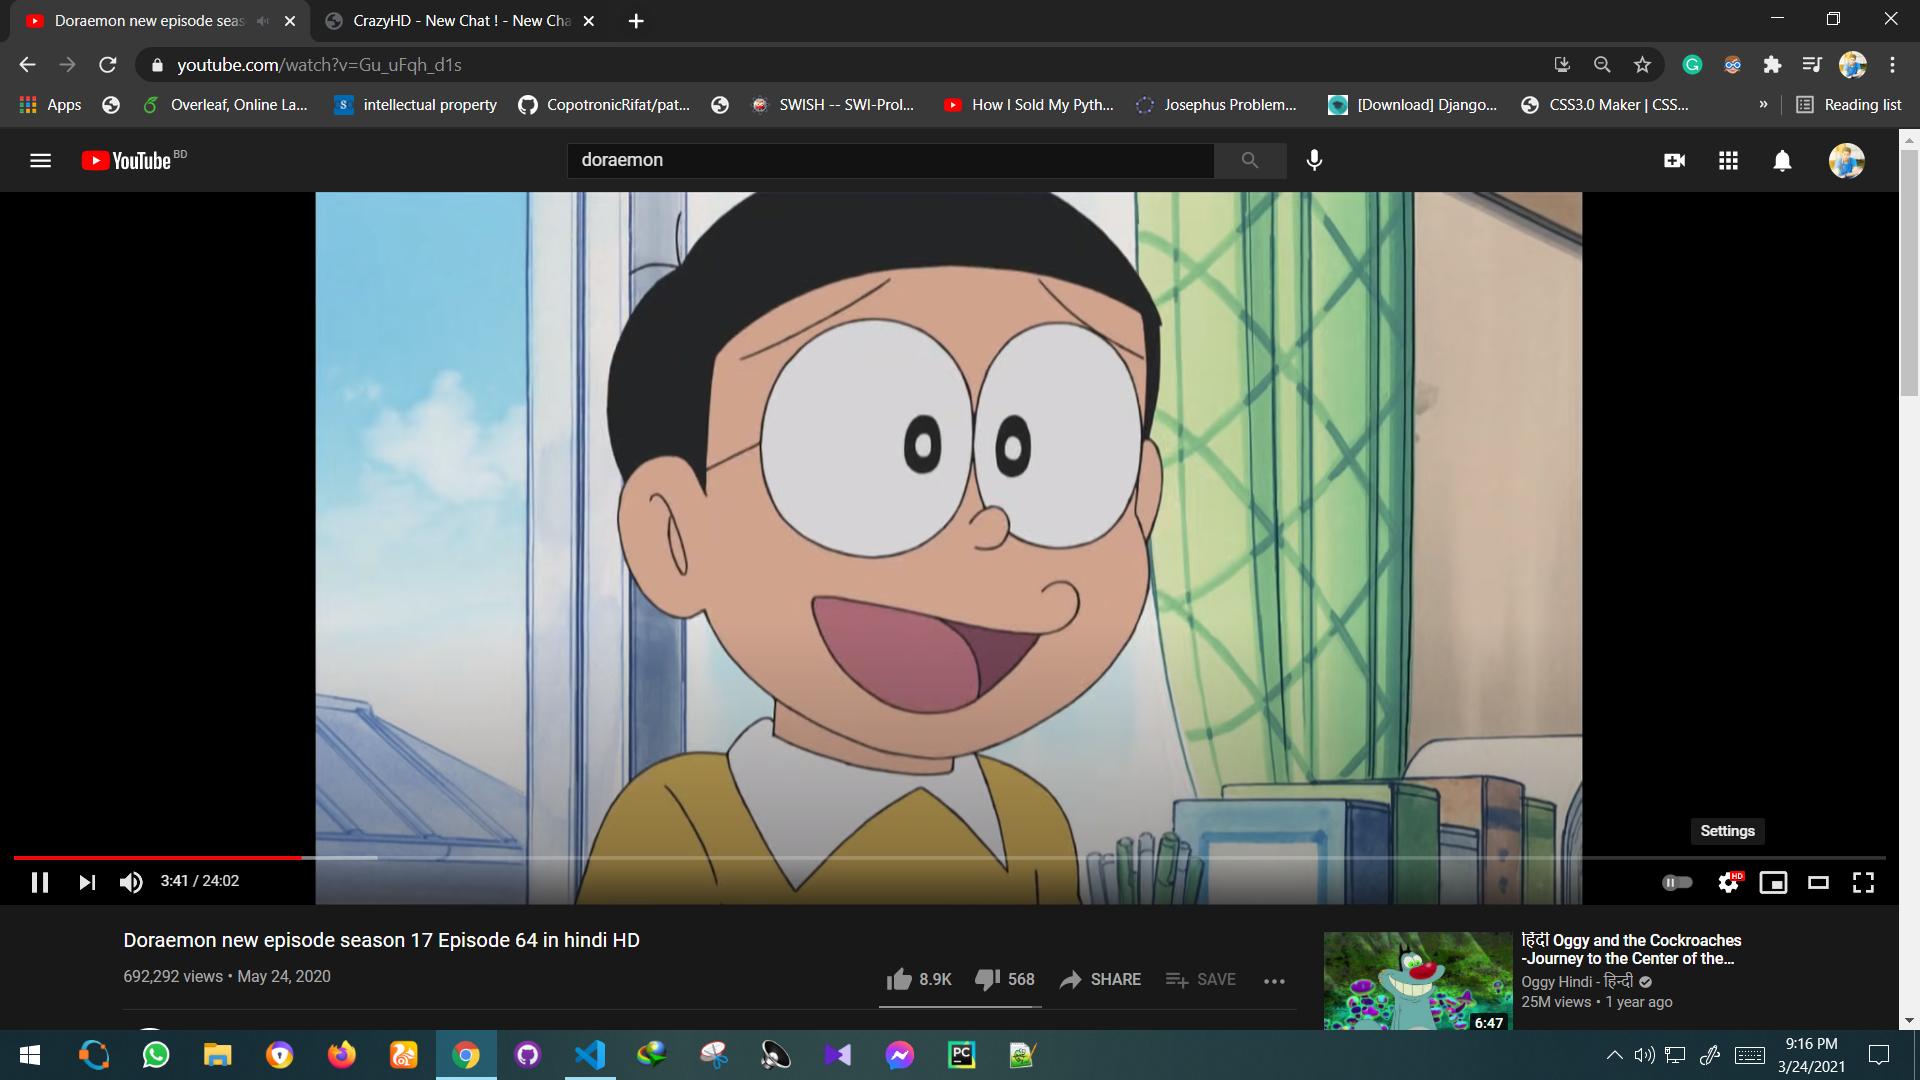 Doraemon new episode seas
CrazyHD - New Chat ! - New Cha
youtube.com/watch?v=Gu_uFqh_d1s
Apps
Overleaf, Online La...
S intellectual property
CopotronicRifat/pat...
SWISH -- SWI-Prol...
How I Sold My Pyth...
Josephus Problem...
[Download] Django...
CSS3.0 Maker | CSS...
»
Reading list
YouTube BD
doraemon
Settings
3:41 / 24:02
HD
Doraemon new episode season 17 Episode 64 in hindi HD
692,292 views • May 24, 2020
8.9K
568
SHARE
SAVE
6:47
हिंदी Oggy and the Cockroaches
-Journey to the Center of the...
Oggy Hindi - हिन्दी
25M views • 1 year ago
PC
9:16 PM
3/24/2021